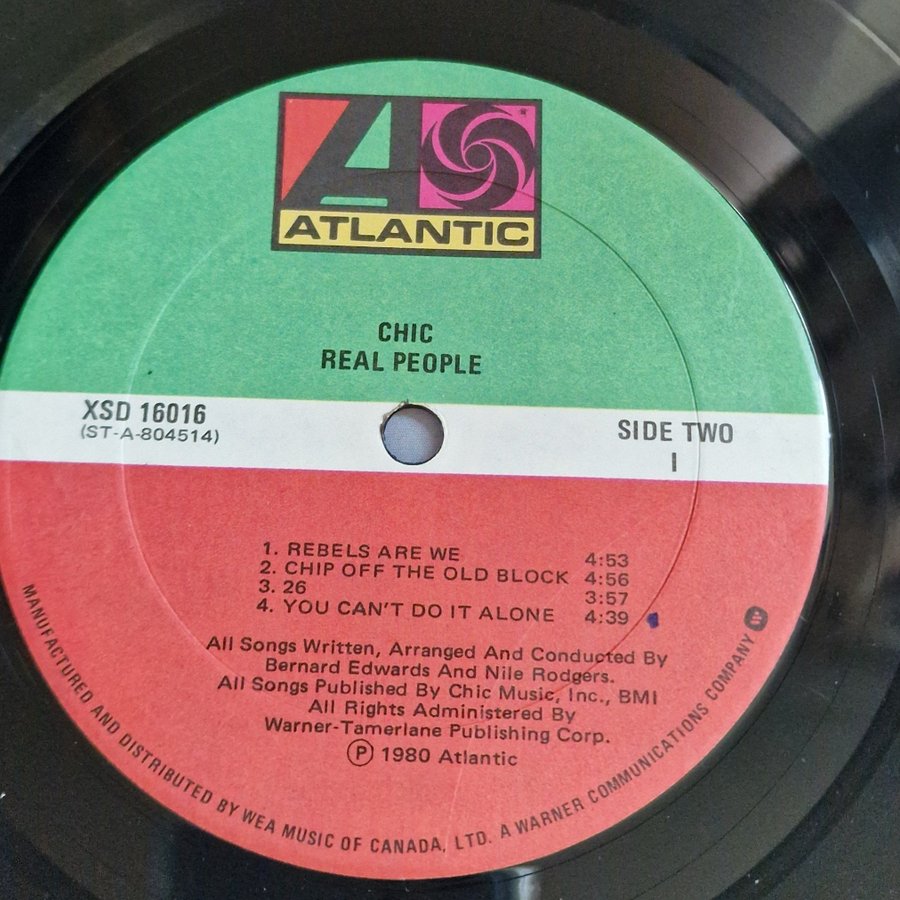 A
ATLANTIC
CHIC
REAL PEOPLE
XSD 16016
(ST-A-804514)
SIDE TWO
I
1. REBELS ARE WE 4:53
2. CHIP OFF THE OLD BLOCK 4:56
3. 26 3:57
4. YOU CAN'T DO IT ALONE 4:39
All Songs Written, Arranged And Conducted By
Bernard Edwards And Nile Rodgers.
All Songs Published By Chic Music, Inc., BMI
All Rights Administered By
Warner-Tamerlane Publishing Corp.
Ⓟ 1980 Atlantic
MANUFACTURED AND DISTRIBUTED BY WEA MUSIC OF CANADA, LTD. A WARNER COMMUNICATIONS COMPANY